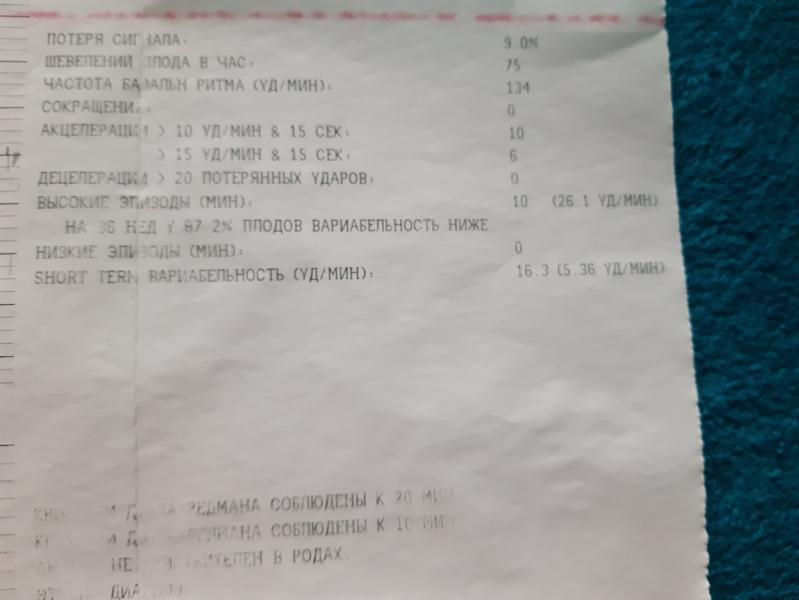 ПОТЕРЯ СИГНАЛА: 9.0%
ШЕВЕЛЕНИЙ ПЛОДА В ЧАС: 75
ЧАСТОТА БАЗАЛЬН РИТМА (УД/МИН): 134
СОКРАЩЕНИЯ: 0
АКЦЕЛЕРАЦИИ > 10 УД/МИН & 15 СЕК: 10
> 15 УД/МИН & 15 СЕК: 6
ДЕЦЕЛЕРАЦИИ > 20 ПОТЕРЯННЫХ УДАРОВ: 0
ВЫСОКИЕ ЭПИЗОДЫ (МИН): 10 (26.1 УД/МИН)
НА 36 НЕД У 87 2% ПЛОДОВ ВАРИАБЕЛЬНОСТЬ НИЖЕ
НИЗКИЕ ЭПИЗОДЫ (МИН): 0
SHORT TERM ВАРИАБЕЛЬНОСТЬ (УД/МИН): 16.3 (5.36 УД/МИН)
СОБЛЮДЕНЫ К 20 МИН
СОБЛЮДЕНЫ К 10 МИН
В РОДАХ.